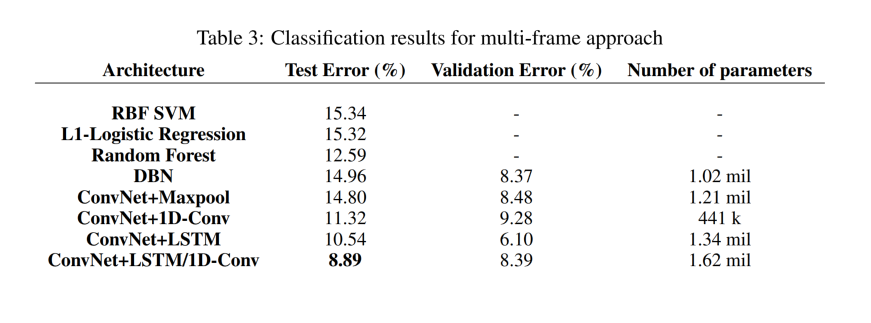 Table 3: Classification results for multi-frame approach
Architecture Test Error (%) Validation Error (%) Number of parameters
RBF SVM 15.34 - -
L1-Logistic Regression 15.32 - -
Random Forest 12.59 - -
DBN 14.96 8.37 1.02 mil
ConvNet+Maxpool 14.80 8.48 1.21 mil
ConvNet+1D-Conv 11.32 9.28 441 k
ConvNet+LSTM 10.54 6.10 1.34 mil
ConvNet+LSTM/1D-Conv 8.89 8.39 1.62 mil